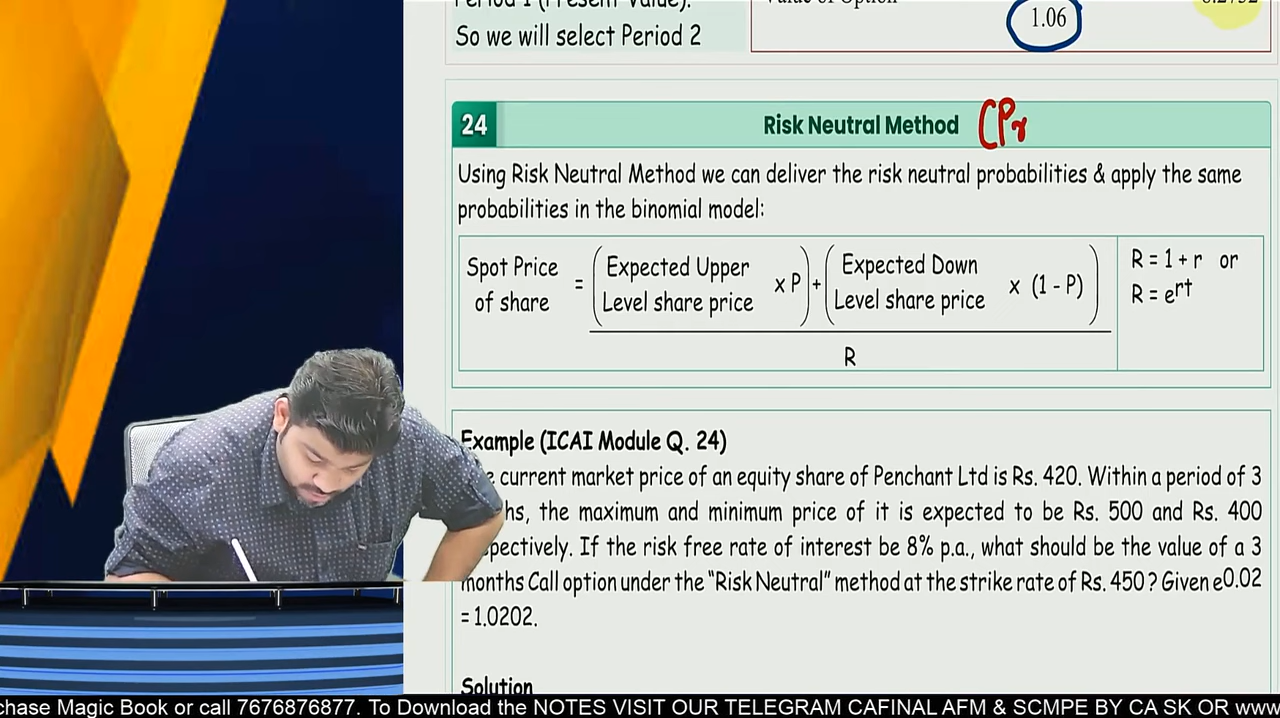 So we will select Period 2
1.06
24
Risk Neutral Method
Using Risk Neutral Method we can deliver the risk neutral probabilities & apply the same
probabilities in the binomial model:
Spot Price of share = (Expected Upper Level share price x P) + (Expected Down Level share price x (1 - P))
R
R = 1 + r or
R = e^rt
Example (ICAI Module Q. 24)
current market price of an equity share of Penchant Ltd is Rs. 420. Within a period of 3
the maximum and minimum price of it is expected to be Rs. 500 and Rs. 400
If the risk free rate of interest be 8% p.a., what should be the value of a 3
months Call option under the “Risk Neutral” method at the strike rate of Rs. 450? Given e0.02
= 1.0202.
Solution
Magic Book or call 7676876877. To Download the NOTES VISIT OUR TELEGRAM CAFINAL AFM & SCMPE BY CA SK OR